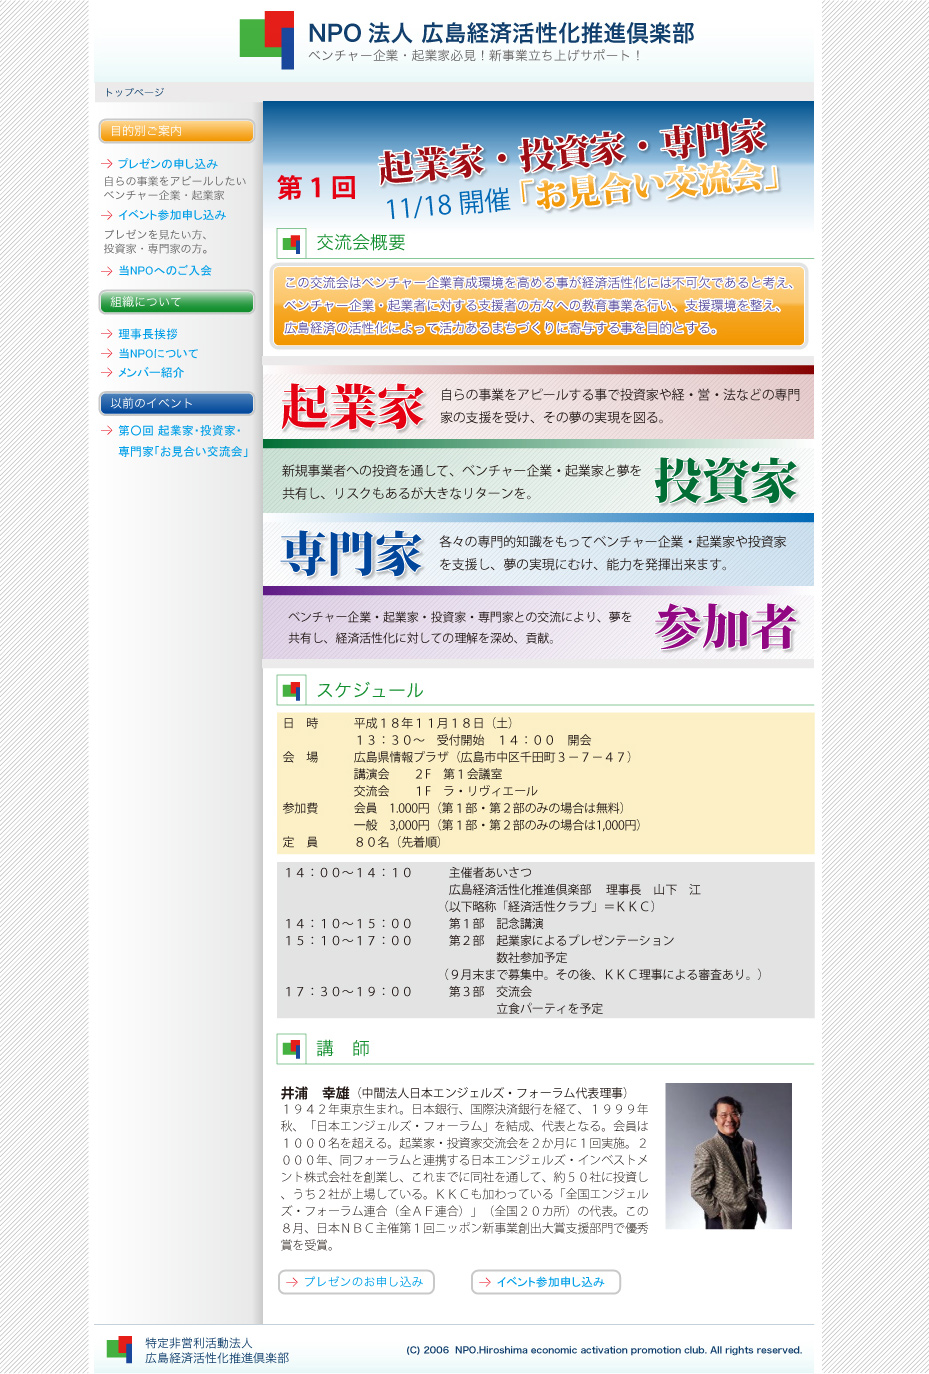 NPO 法人 広島経済活性化推進倶楽部
ベンチャー企業・起業家必見！新事業立ち上げサポート！
トップページ
目的別ご案内
プレゼンの申し込み
自らの事業をアピールしたい
ベンチャー企業・起業家
イベント参加申し込み
プレゼンを見たい方、
投資家・専門家の方。
当NPOへのご入会
組織について
理事長挨拶
当NPOについて
メンバー紹介
以前のイベント
第〇回 起業家・投資家・
専門家「お見合い交流会」
第１回
起業家・投資家・専門家
11/18 開催「お見合い交流会」
交流会概要
この交流会はベンチャー企業育成環境を高める事が経済活性化には不可欠であると考え、
ベンチャー企業・起業者に対する支援者の方々への教育事業を行い、支援環境を整え、
広島経済の活性化によって活力あるまちづくりに寄与する事を目的とする。
起業家
自らの事業をアピールする事で投資家や経・営・法などの専門
家の支援を受け、その夢の実現を図る。
新規事業者への投資を通して、ベンチャー企業・起業家と夢を
共有し、リスクもあるが大きなリターンを。
投資家
専門家
各々の専門的知識をもってベンチャー企業・起業家や投資家
を支援し、夢の実現にむけ、能力を発揮出来ます。
ベンチャー企業・起業家・投資家・専門家との交流により、夢を
共有し、経済活性化に対しての理解を深め、貢献。
参加者
スケジュール
日　時　　　平成１８年１１月１８日（土）
１３：３０～　受付開始　１４：００　開会
会　場　　　広島県情報プラザ（広島市中区千田町３－７－４７）
講演会　　２F　第１会議室
交流会　　１F　ラ・リヴィエール
参加費　　　会員　1.000円（第１部・第２部のみの場合は無料）
一般　3,000円（第１部・第２部のみの場合は1,000円）
定　員　　　８０名（先着順）
１４：００～１４：１０　　　主催者あいさつ
広島経済活性化推進倶楽部　理事長　山下　江
（以下略称「経済活性クラブ」＝ＫＫＣ）
１４：１０～１５：００　　　第１部　記念講演
１５：１０～１７：００　　　第２部　起業家によるプレゼンテーション
数社参加予定
（９月末まで募集中。その後、ＫＫＣ理事による審査あり。）
１７：３０～１９：００　　　第３部　交流会
立食パーティを予定
講　師
井浦　幸雄（中間法人日本エンジェルズ・フォーラム代表理事）
１９４２年東京生まれ。日本銀行、国際決済銀行を経て、１９９９年
秋、「日本エンジェルズ・フォーラム」を結成、代表となる。会員は
１０００名を超える。起業家・投資家交流会を２か月に１回実施。２
０００年、同フォーラムと連携する日本エンジェルズ・インベストメ
ント株式会社を創業し、これまでに同社を通して、約５０社に投資し
、うち２社が上場している。ＫＫＣも加わっている「全国エンジェル
ズ・フォーラム連合（全ＡＦ連合）」（全国２０カ所）の代表。この
８月、日本ＮＢＣ主催第１回ニッポン新事業創出大賞支援部門で優秀
賞を受賞。
プレゼンのお申し込み
イベント参加申し込み
特定非営利活動法人
広島経済活性化推進倶楽部
(C) 2006 NPO.Hiroshima economic activation promotion club. All rights reserved.